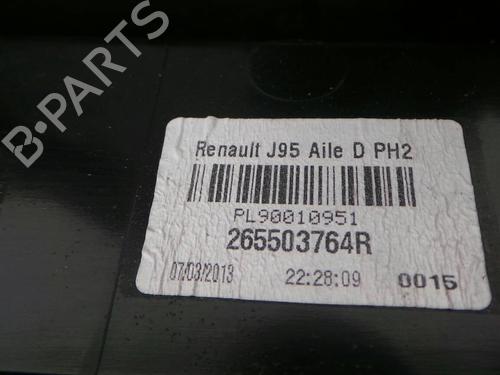 B-PARTS
Renault J95 Aile D PH2
PL90010951
265503764R
07/03/2013 22:28:09 0015